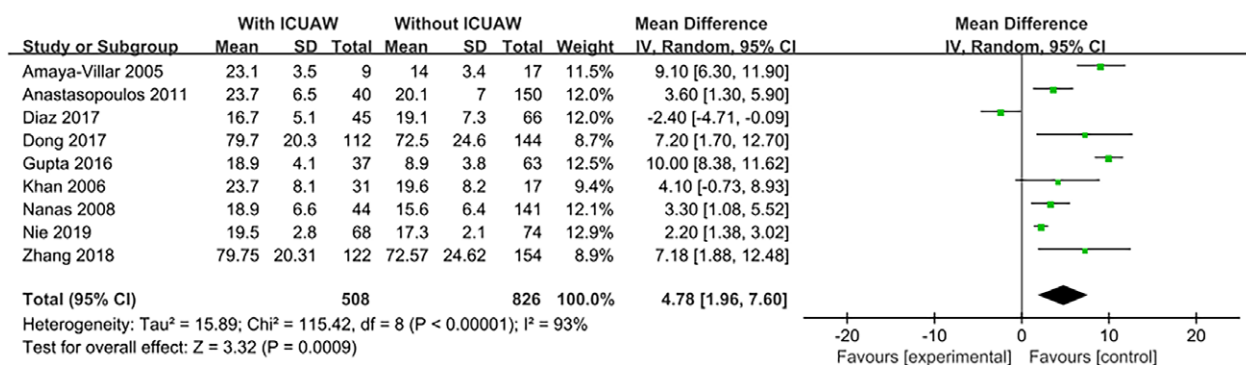 With ICUAW Without ICUAW Mean Difference Mean Difference
Study or Subgroup Mean SD Total Mean SD Total Weight IV, Random, 95% CI IV, Random, 95% CI
Amaya-Villar 2005 23.1 3.5 9 14 3.4 17 11.5% 9.10 [6.30, 11.90]
Anastasopoulos 2011 23.7 6.5 40 20.1 7 150 12.0% 3.60 [1.30, 5.90]
Diaz 2017 16.7 5.1 45 19.1 7.3 66 12.0% -2.40 [-4.71, -0.09]
Dong 2017 79.7 20.3 112 72.5 24.6 144 8.7% 7.20 [1.70, 12.70]
Gupta 2016 18.9 4.1 37 8.9 3.8 63 12.5% 10.00 [8.38, 11.62]
Khan 2006 23.7 8.1 31 19.6 8.2 17 9.4% 4.10 [-0.73, 8.93]
Nanas 2008 18.9 6.6 44 15.6 6.4 141 12.1% 3.30 [1.08, 5.52]
Nie 2019 19.5 2.8 68 17.3 2.1 74 12.9% 2.20 [1.38, 3.02]
Zhang 2018 79.75 20.31 122 72.57 24.62 154 8.9% 7.18 [1.88, 12.48]
Total (95% CI) 508 826 100.0% 4.78 [1.96, 7.60]
Heterogeneity: Tau² = 15.89; Chi² = 115.42, df = 8 (P < 0.00001); I² = 93%
Test for overall effect: Z = 3.32 (P = 0.0009)
-20 -10 0 10 20
Favours [experimental] Favours [control]